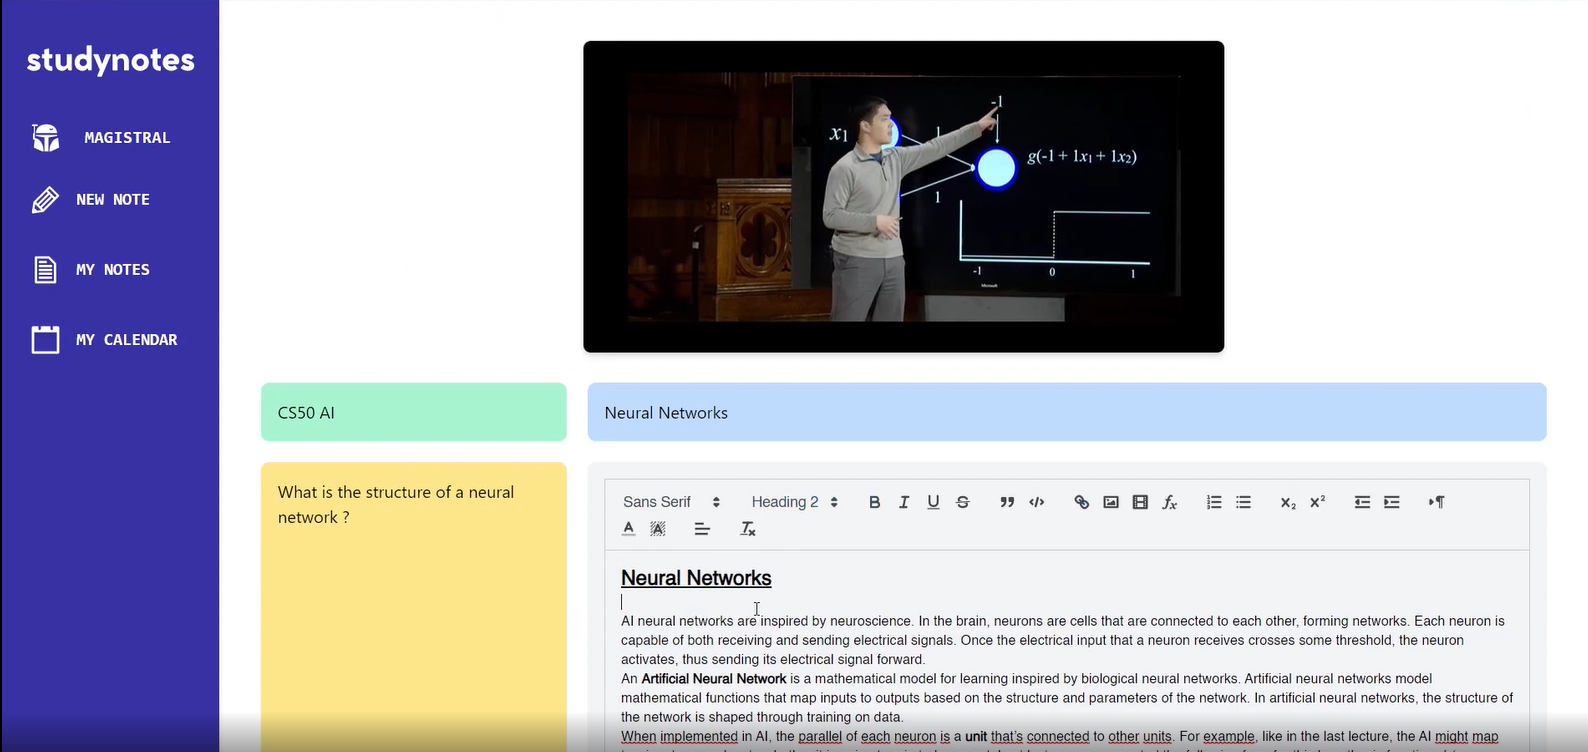 studynotes
MAGISTRAL
NEW NOTE
MY NOTES
MY CALENDAR
-1
x1
1
g(-1 + 1x1 + 1x2)
1
-1
0
1
Microsoft
CS50 AI
Neural Networks
What is the structure of a neural
network ?
Sans Serif
Heading 2
Neural Networks
AI neural networks are inspired by neuroscience. In the brain, neurons are cells that are connected to each other, forming networks. Each neuron is
capable of both receiving and sending electrical signals. Once the electrical input that a neuron receives crosses some threshold, the neuron
activates, thus sending its electrical signal forward.
An Artificial Neural Network is a mathematical model for learning inspired by biological neural networks. Artificial neural networks model
mathematical functions that map inputs to outputs based on the structure and parameters of the network. In artificial neural networks, the structure of
the network is shaped through training on data.
When implemented in AI, the parallel of each neuron is a unit that's connected to other units. For example, like in the last lecture, the AI might map